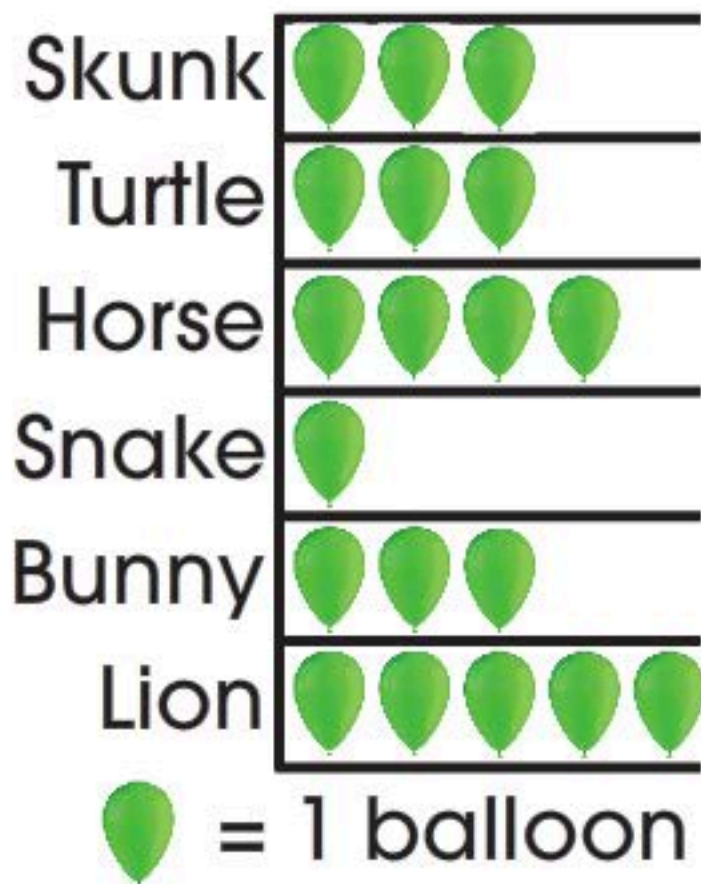 Skunk
Turtle
Horse
Snake
Bunny
Lion
= 1 balloon